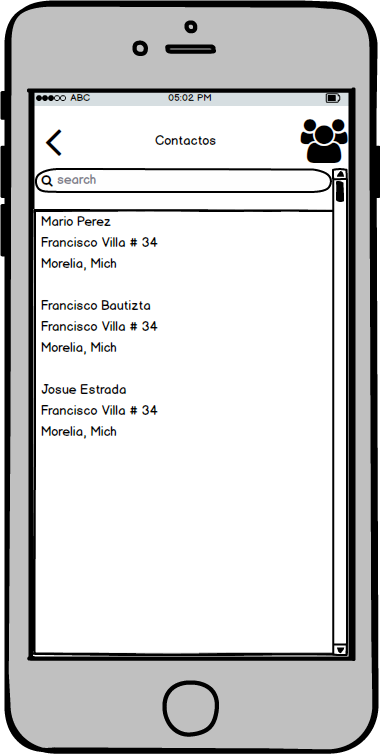 ABC 05:02 PM
Contactos
search
Mario Perez
Francisco Villa # 34
Morelia, Mich
Francisco Bautizta
Francisco Villa # 34
Morelia, Mich
Josue Estrada
Francisco Villa # 34
Morelia, Mich